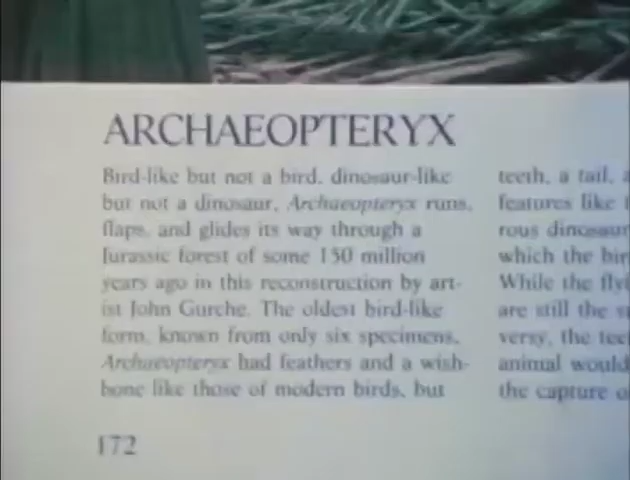 ARCHAEOPTERYX
Bird-like but not a bird, dinosaur-like
but not a dinosaur, Archaeopteryx runs,
flaps, and glides its way through a
Jurassic forest of some 150 million
years ago in this reconstruction by art-
ist John Gurche. The oldest bird-like
form, known from only six specimens,
Archaeopteryx had feathers and a wish-
bone like those of modern birds, but
teeth, a tail,
features like
rous dinosaur
which the
While the
are still the
versy, the
animal would
the capture
172